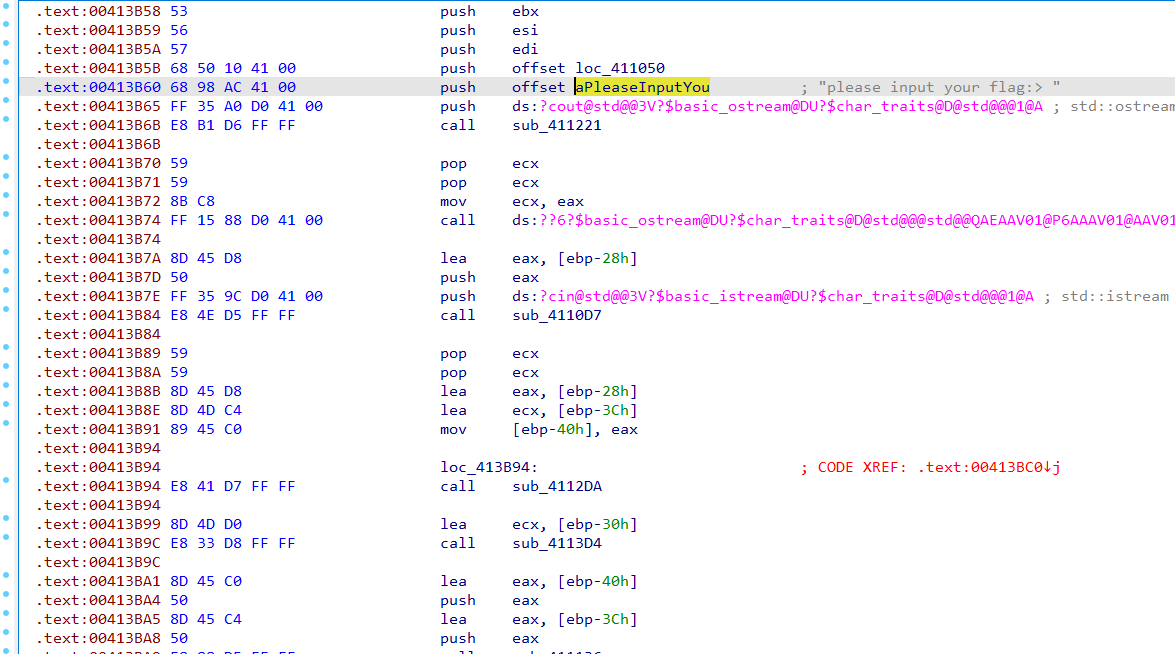 .text:00413B58 53 push ebx
.text:00413B59 56 push esi
.text:00413B5A 57 push edi
.text:00413B5B 68 50 10 41 00 push offset loc_411050
.text:00413B60 68 98 AC 41 00 push offset aPleaseInputYou ; "please input your flag:> "
.text:00413B65 FF 35 A0 D0 41 00 push ds:?cout@std@@3V?$basic_ostream@DU?$char_traits@D@std@@@1@A ; std::ostream
.text:00413B6B E8 B1 D6 FF FF call sub_411221
.text:00413B6B
.text:00413B70 59 pop ecx
.text:00413B71 59 pop ecx
.text:00413B72 8B C8 mov ecx, eax
.text:00413B74 FF 15 88 D0 41 00 call ds:??6?$basic_ostream@DU?$char_traits@D@std@@@std@@QAEAAV01@P6AAAV01@AAV01
.text:00413B74
.text:00413B7A 8D 45 D8 lea eax, [ebp-28h]
.text:00413B7D 50 push eax
.text:00413B7E FF 35 9C D0 41 00 push ds:?cin@std@@3V?$basic_istream@DU?$char_traits@D@std@@@1@A ; std::istream
.text:00413B84 E8 4E D5 FF FF call sub_4110D7
.text:00413B84
.text:00413B89 59 pop ecx
.text:00413B8A 59 pop ecx
.text:00413B8B 8D 45 D8 lea eax, [ebp-28h]
.text:00413B8E 8D 4D C4 lea ecx, [ebp-3Ch]
.text:00413B91 89 45 C0 mov [ebp-40h], eax
.text:00413B94
.text:00413B94 loc_413B94: ; CODE XREF: .text:00413BC0↓j
.text:00413B94 E8 41 D7 FF FF call sub_4112DA
.text:00413B94
.text:00413B99 8D 4D D0 lea ecx, [ebp-30h]
.text:00413B9C E8 33 D8 FF FF call sub_4113D4
.text:00413B9C
.text:00413BA1 8D 45 C0 lea eax, [ebp-40h]
.text:00413BA4 50 push eax
.text:00413BA5 8D 45 C4 lea eax, [ebp-3Ch]
.text:00413BA8 50 push eax